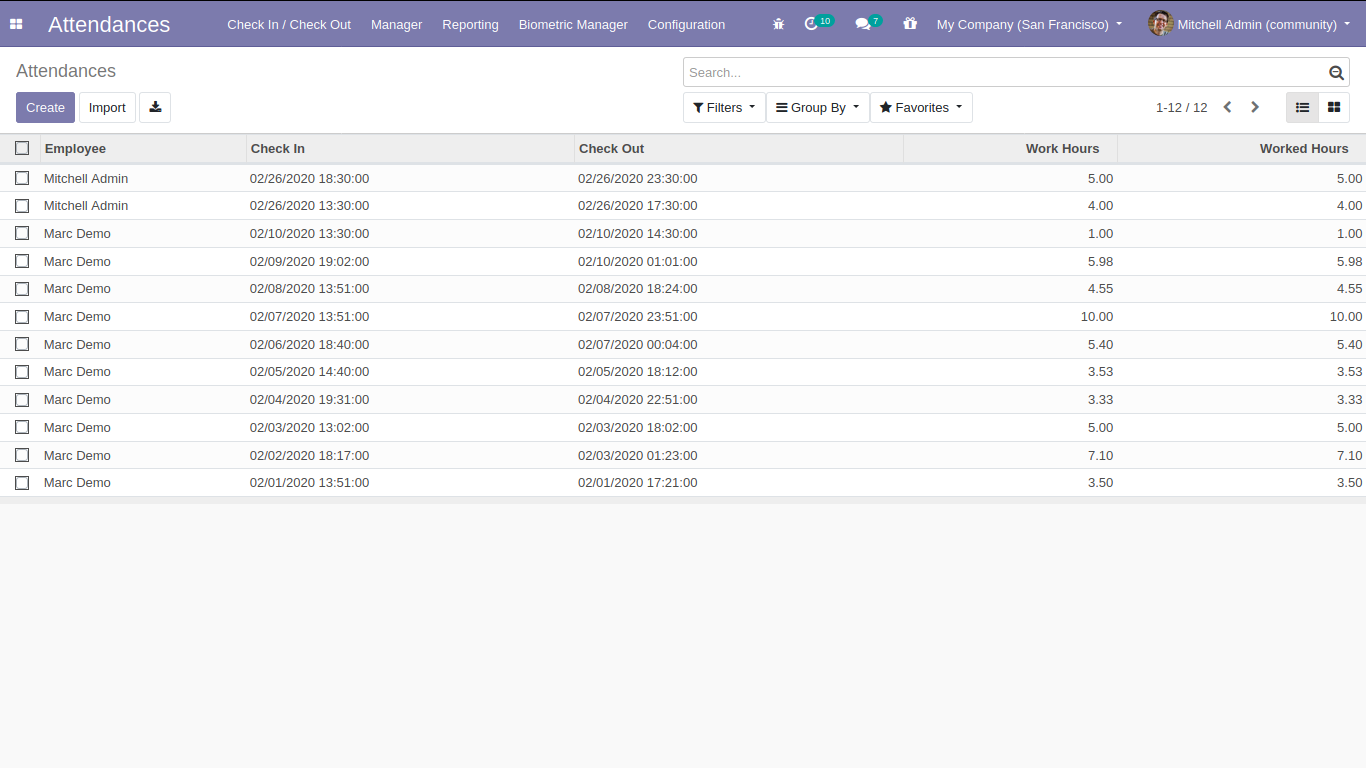 Attendances Check In / Check Out Manager Reporting Biometric Manager Configuration 10 7 My Company (San Francisco) Mitchell Admin (community)
Attendances Search...
Create Import Filters Group By Favorites 1-12 / 12
Employee Check In Check Out Work Hours Worked Hours
Mitchell Admin 02/26/2020 18:30:00 02/26/2020 23:30:00 5.00 5.00
Mitchell Admin 02/26/2020 13:30:00 02/26/2020 17:30:00 4.00 4.00
Marc Demo 02/10/2020 13:30:00 02/10/2020 14:30:00 1.00 1.00
Marc Demo 02/09/2020 19:02:00 02/10/2020 01:01:00 5.98 5.98
Marc Demo 02/08/2020 13:51:00 02/08/2020 18:24:00 4.55 4.55
Marc Demo 02/07/2020 13:51:00 02/07/2020 23:51:00 10.00 10.00
Marc Demo 02/06/2020 18:40:00 02/07/2020 00:04:00 5.40 5.40
Marc Demo 02/05/2020 14:40:00 02/05/2020 18:12:00 3.53 3.53
Marc Demo 02/04/2020 19:31:00 02/04/2020 22:51:00 3.33 3.33
Marc Demo 02/03/2020 13:02:00 02/03/2020 18:02:00 5.00 5.00
Marc Demo 02/02/2020 18:17:00 02/03/2020 01:23:00 7.10 7.10
Marc Demo 02/01/2020 13:51:00 02/01/2020 17:21:00 3.50 3.50